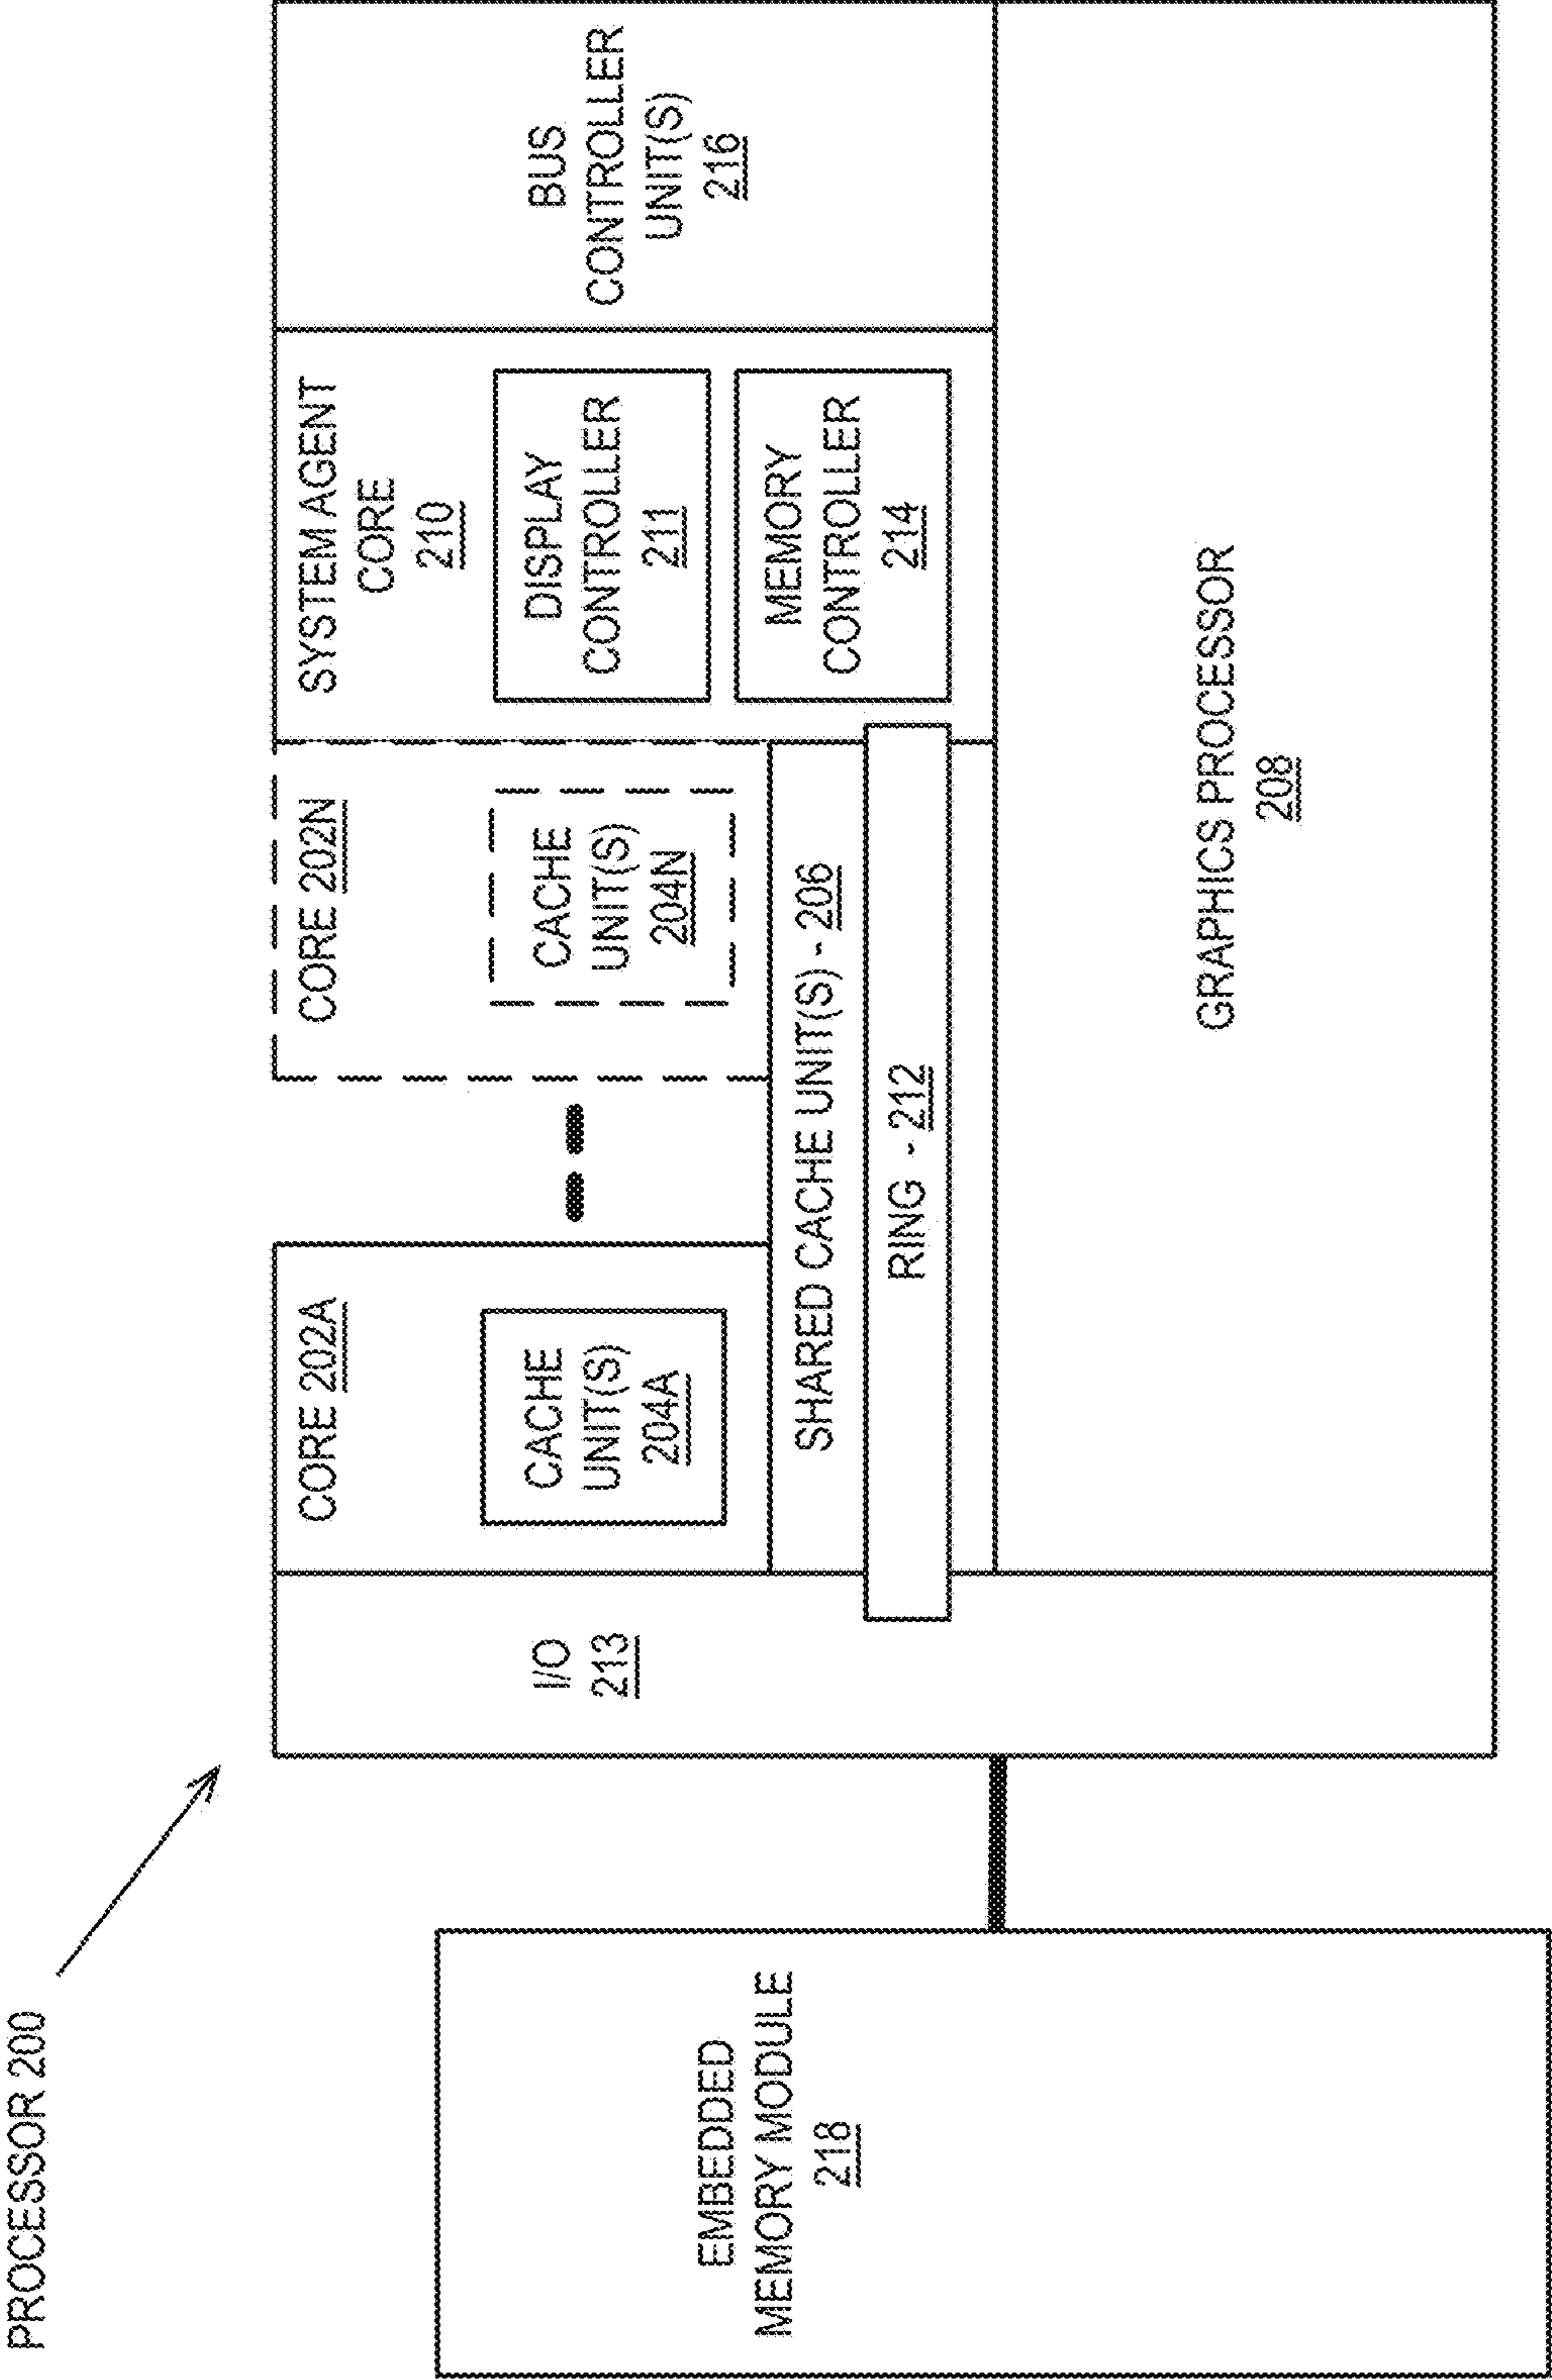 PROCESSOR 200
EMBEDDED
MEMORY MODULE
218
I/O
213
CORE 202A
CACHE
UNIT(S)
204A
CORE 202N
CACHE
UNIT(S)
204N
SHARED CACHE UNIT(S) - 206
RING - 212
SYSTEM AGENT
CORE
210
DISPLAY
CONTROLLER
211
MEMORY
CONTROLLER
214
BUS
CONTROLLER
UNIT(S)
216
GRAPHICS PROCESSOR
208